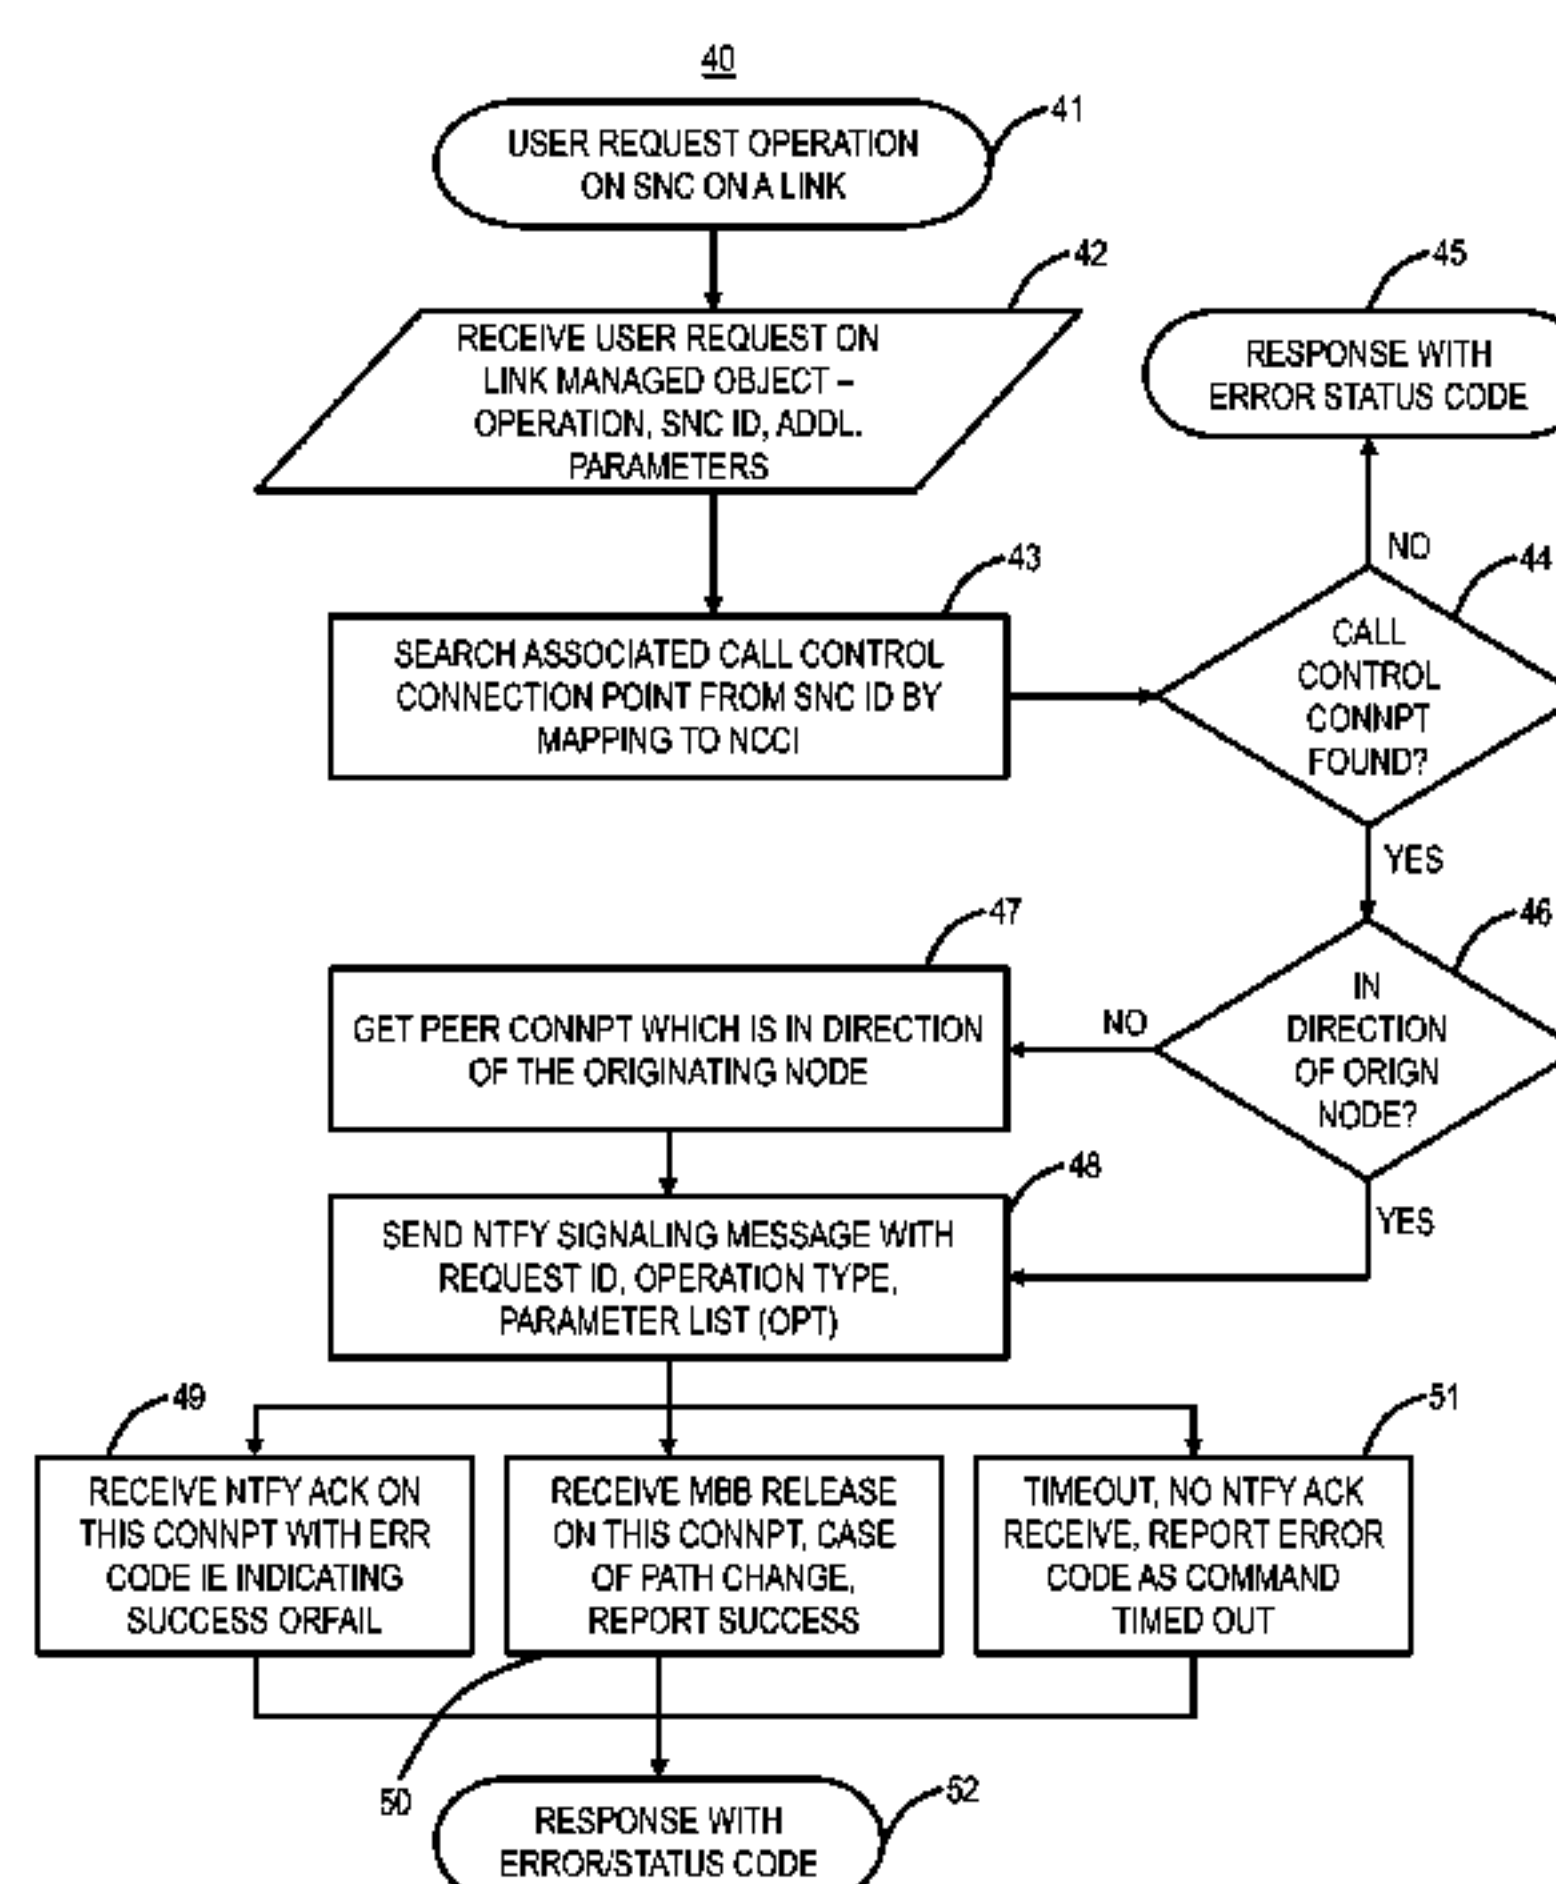 40
USER REQUEST OPERATION
ON SNC ON A LINK
41
RECEIVE USER REQUEST ON
LINK MANAGED OBJECT –
OPERATION, SNC ID, ADDL.
PARAMETERS
42
RESPONSE WITH
ERROR STATUS CODE
45
SEARCH ASSOCIATED CALL CONTROL
CONNECTION POINT FROM SNC ID BY
MAPPING TO NCCI
43
NO
CALL
CONTROL
CONNPT
FOUND?
44
YES
GET PEER CONNPT WHICH IS IN DIRECTION
OF THE ORIGINATING NODE
47
NO
IN
DIRECTION
OF ORIGN
NODE?
46
YES
SEND NTFY SIGNALING MESSAGE WITH
REQUEST ID, OPERATION TYPE,
PARAMETER LIST (OPT)
48
RECEIVE NTFY ACK ON
THIS CONNPT WITH ERR
CODE IE INDICATING
SUCCESS ORFAIL
49
RECEIVE MBB RELEASE
ON THIS CONNPT, CASE
OF PATH CHANGE,
REPORT SUCCESS
50
TIMEOUT, NO NTFY ACK
RECEIVE, REPORT ERROR
CODE AS COMMAND
TIMED OUT
51
RESPONSE WITH
ERROR/STATUS CODE
52